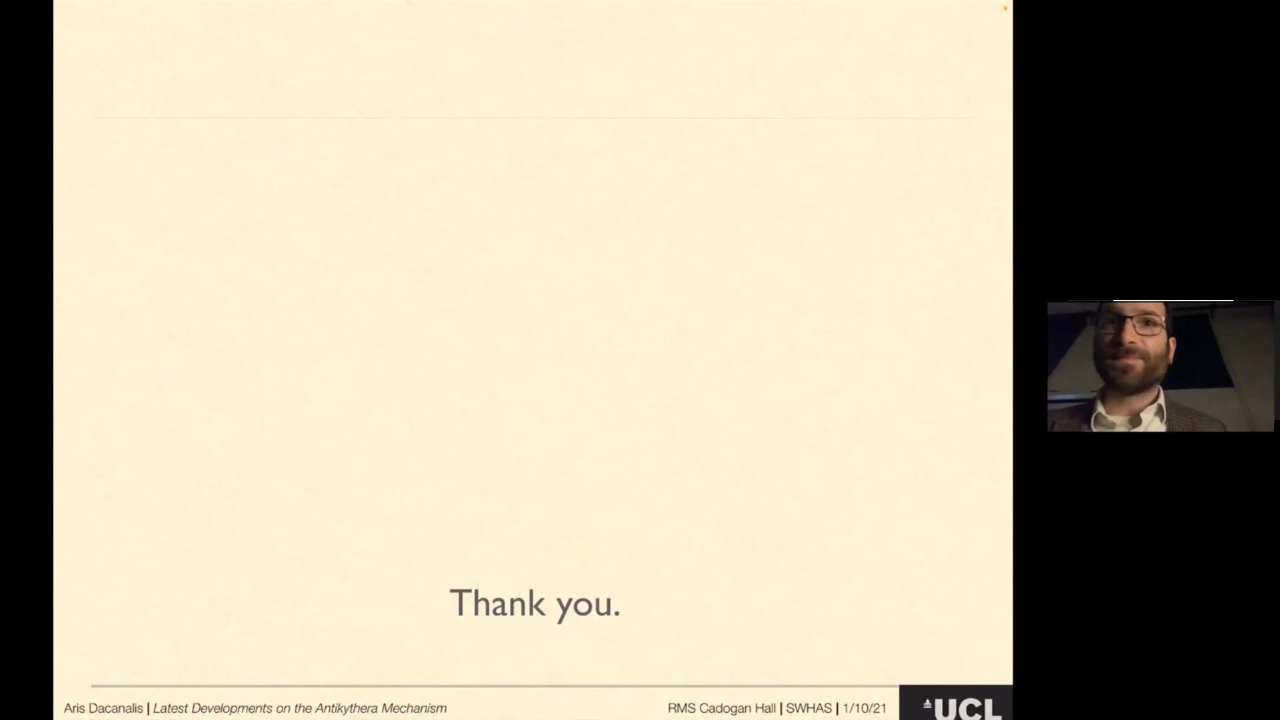 Thank you.
Aris Dacanalis | Latest Developments on the Antikythera Mechanism
RMS Cadogan Hall | SWHAS | 1/10/21
UCL